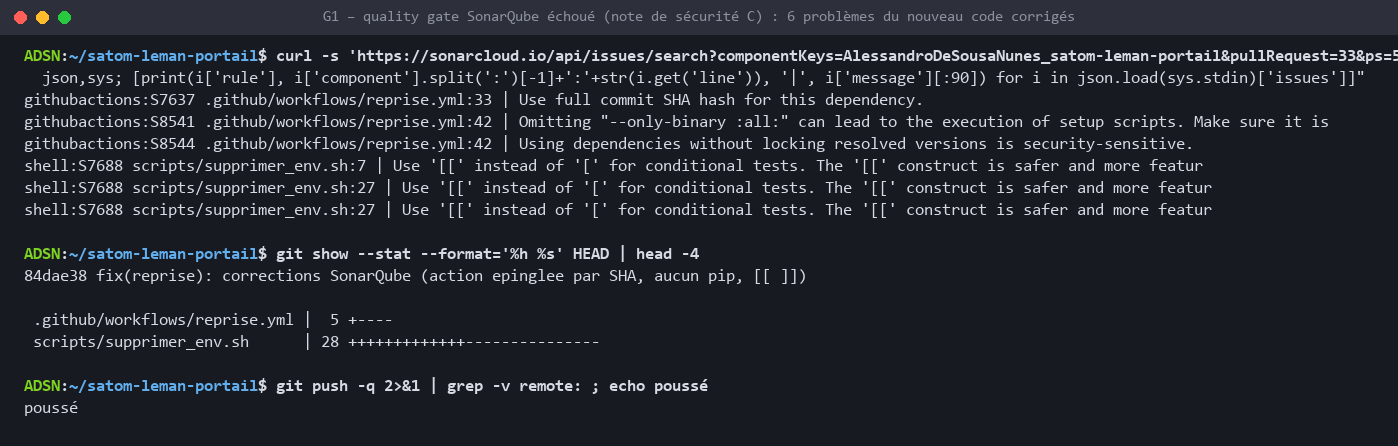 G1 – quality gate SonarQube échoué (note de sécurité C) : 6 problèmes du nouveau code corrigés
ADSN:~/satom-leman-portail$ curl -s 'https://sonarcloud.io/api/issues/search?componentKeys=AlessandroDeSousaNunes_satom-leman-portail&pullRequest=33&ps=5
json,sys; [print(i['rule'], i['component'].split(':')[-1]+':'+str(i.get('line')), '|', i['message'][:90]) for i in json.load(sys.stdin)['issues']]"
githubactions:S7637 .github/workflows/reprise.yml:33 | Use full commit SHA hash for this dependency.
githubactions:S8541 .github/workflows/reprise.yml:42 | Omitting "--only-binary :all:" can lead to the execution of setup scripts. Make sure it is
githubactions:S8544 .github/workflows/reprise.yml:42 | Using dependencies without locking resolved versions is security-sensitive.
shell:S7688 scripts/supprimer_env.sh:7 | Use '[[' instead of '[' for conditional tests. The '[[' construct is safer and more featur
shell:S7688 scripts/supprimer_env.sh:27 | Use '[[' instead of '[' for conditional tests. The '[[' construct is safer and more featur
shell:S7688 scripts/supprimer_env.sh:27 | Use '[[' instead of '[' for conditional tests. The '[[' construct is safer and more featur
ADSN:~/satom-leman-portail$ git show --stat --format='%h %s' HEAD | head -4
84dae38 fix(reprise): corrections SonarQube (action epinglee par SHA, aucun pip, [[ ]])
.github/workflows/reprise.yml |  5 +----
scripts/supprimer_env.sh      | 28 +++++++++++++---------------
ADSN:~/satom-leman-portail$ git push -q 2>&1 | grep -v remote: ; echo poussé
poussé